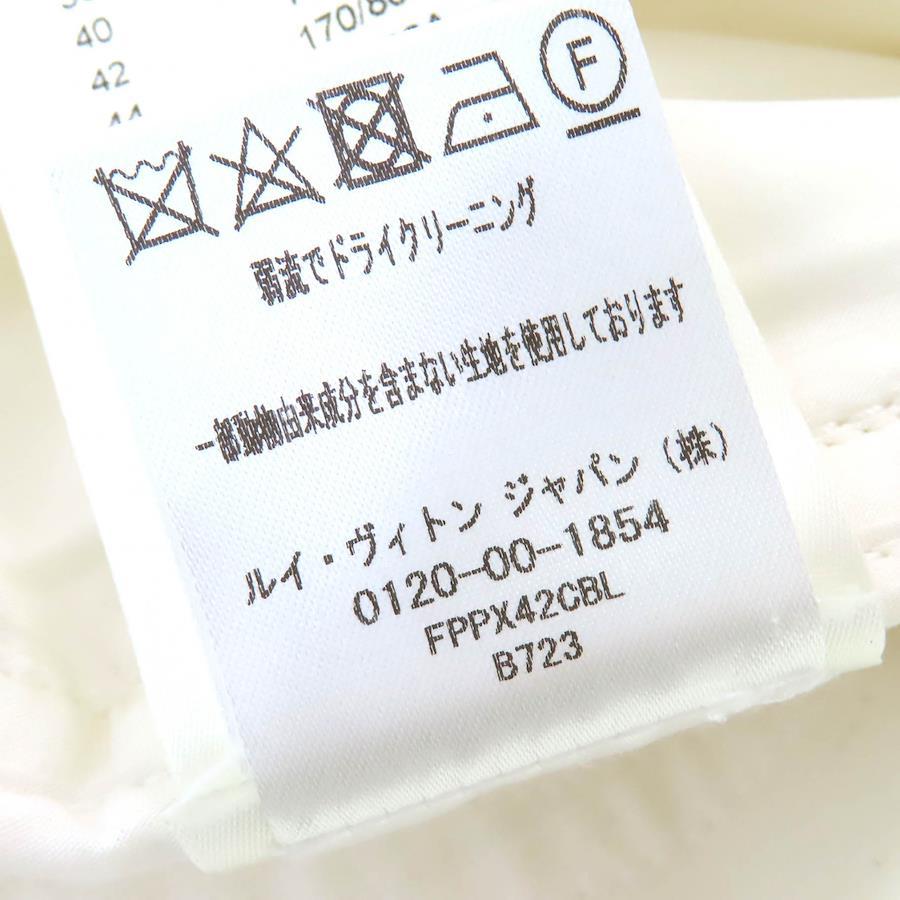 40
170/80
42
44
F
弱流でドライクリーニング
一部動物由来成分を含まない生地を使用しております
ルイ・ヴィトン ジャパン（株）
0120-00-1854
FPPX42CBL
B723